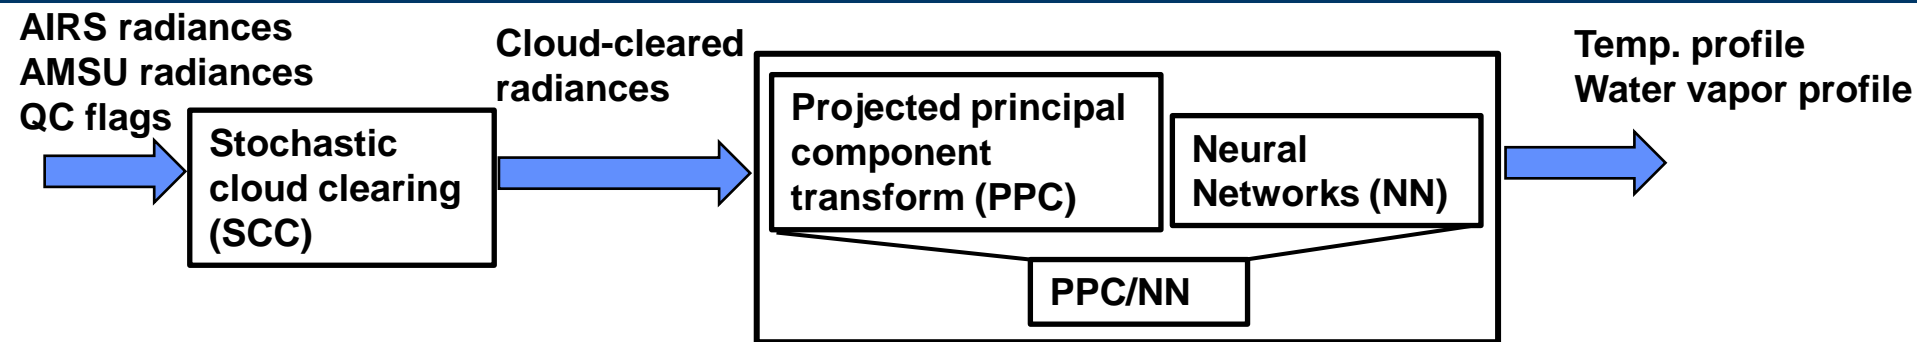 AIRS radiances
AMSU radiances
QC flags
Stochastic
cloud clearing
(SCC)
Cloud-cleared
radiances
Projected principal
component
transform (PPC)
Neural
Networks (NN)
PPC/NN
Temp. profile
Water vapor profile